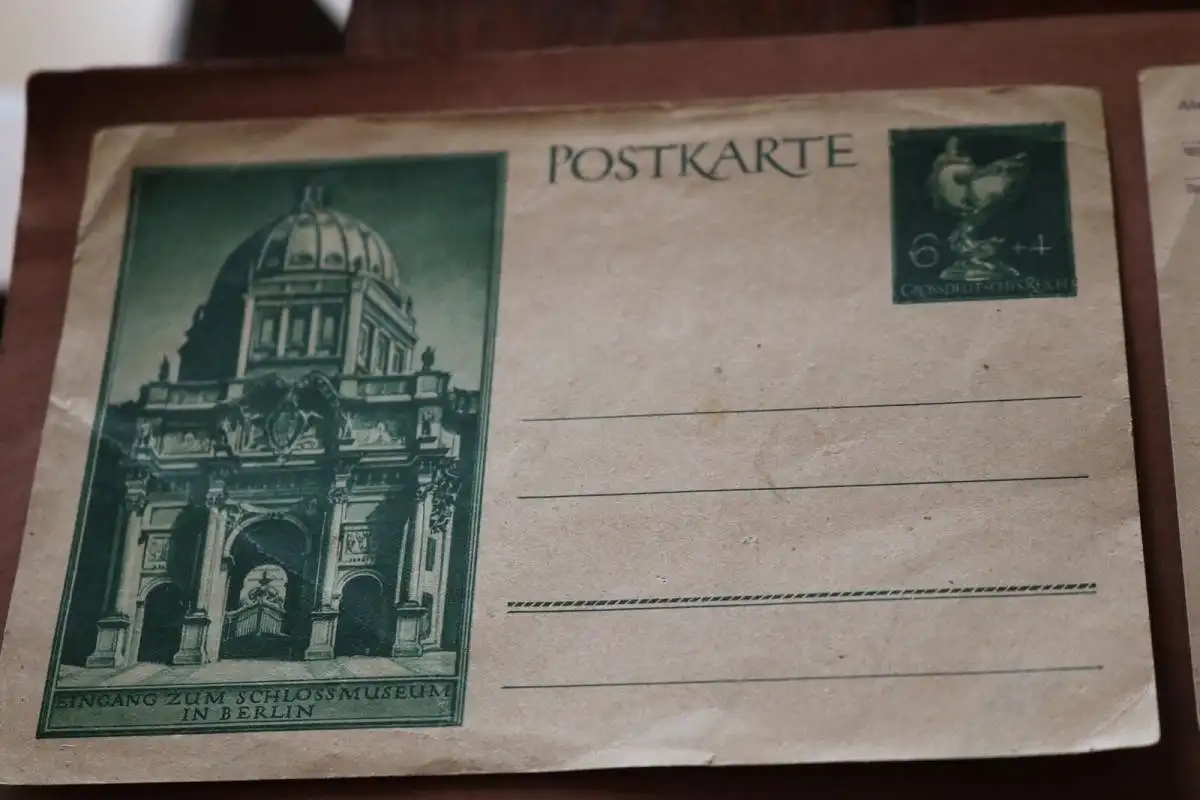 POSTKARTE
6 +4
GROSSDEUTSCHES REICH
EINGANG ZUM SCHLOSSMUSEUM
IN BERLIN